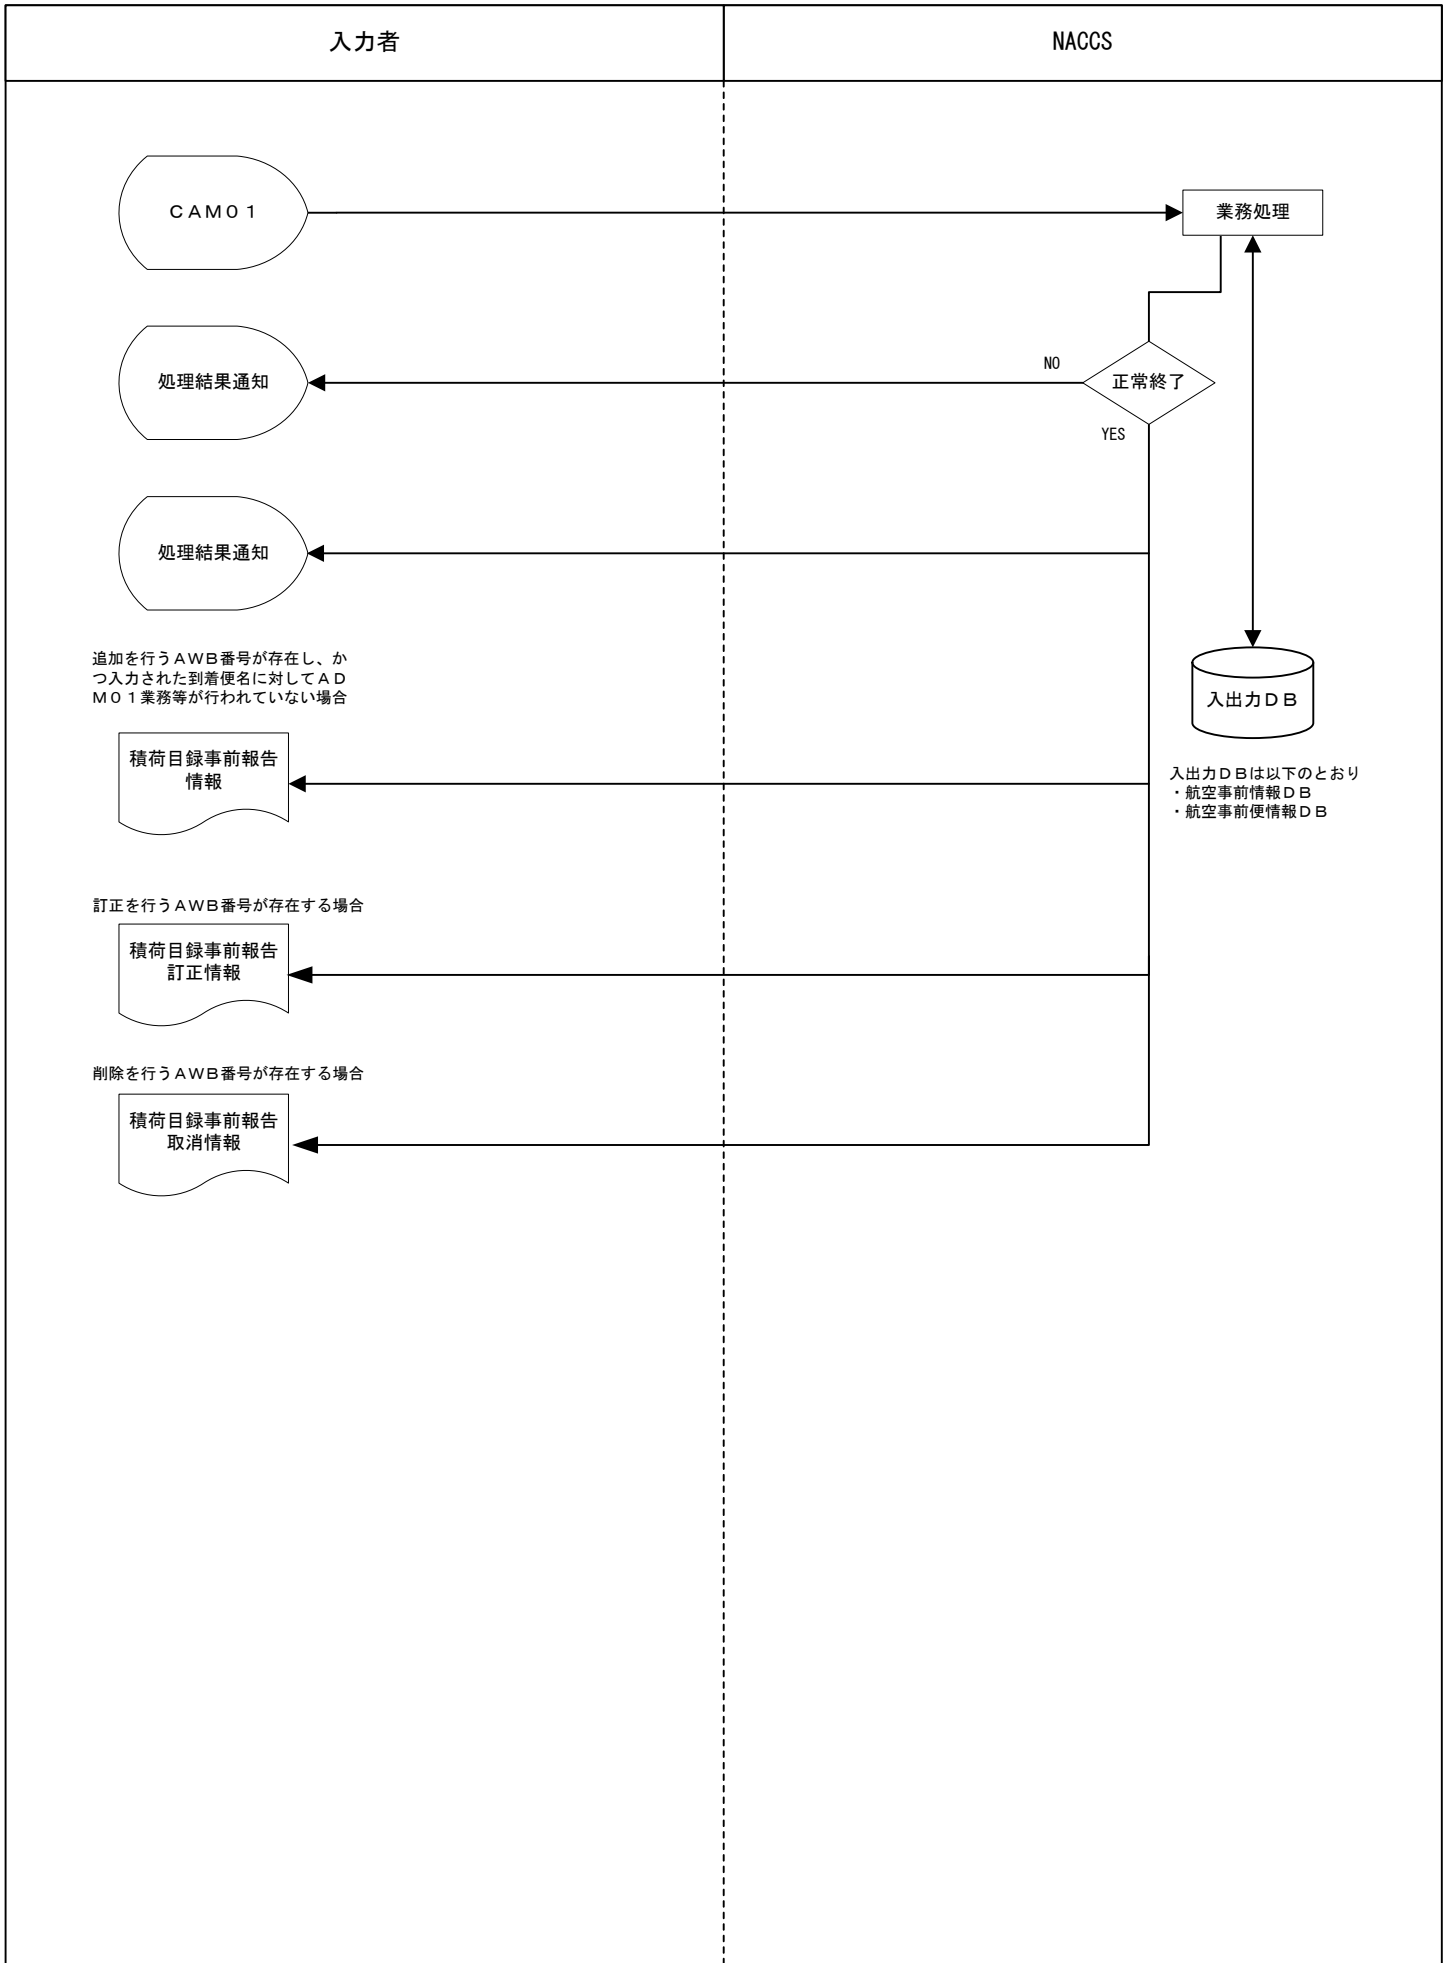 入力者
NACCS
ＣＡＭ０１
業務処理
処理結果通知
NO
正常終了
YES
処理結果通知
追加を行うＡＷＢ番号が存在し、か
つ入力された到着便名に対してＡＤ
Ｍ０１業務等が行われていない場合
入出力ＤＢ
積荷目録事前報告
情報
入出力ＤＢは以下のとおり
・航空事前情報ＤＢ
・航空事前便情報ＤＢ
訂正を行うＡＷＢ番号が存在する場合
積荷目録事前報告
訂正情報
削除を行うＡＷＢ番号が存在する場合
積荷目録事前報告
取消情報